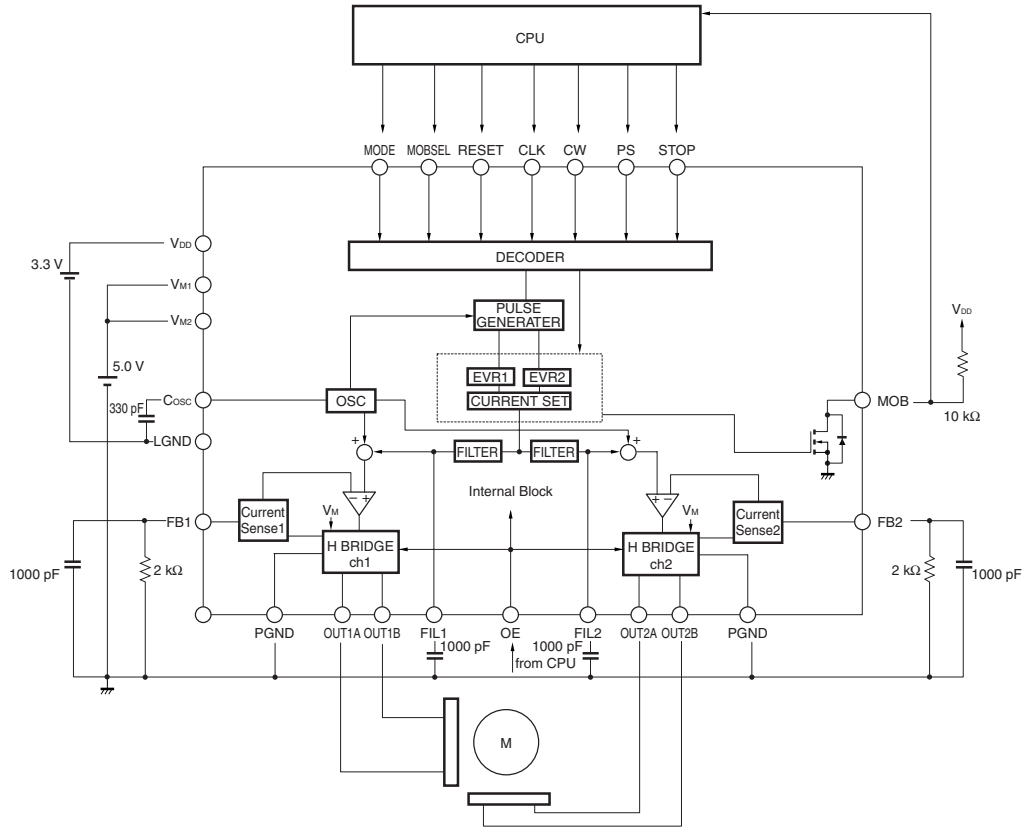 CPU
MODE MOBSEL RESET CLK CW PS STOP
DECODER
VDD
3.3 V
VM1
VM2
5.0 V
COSC
330 pF
LGND
PULSE
GENERATER
EVR1 EVR2
CURRENT SET
OSC
VDD
MOB
10 kΩ
+ +
FILTER FILTER
Internal Block
− + + −
Current
Sense1
VM
H BRIDGE
ch1
VM
H BRIDGE
ch2
Current
Sense2
FB1 FB2
1000 pF 2 kΩ 2 kΩ 1000 pF
PGND OUT1A OUT1B FIL1 OE FIL2 OUT2A OUT2B PGND
1000 pF 1000 pF
from CPU
M